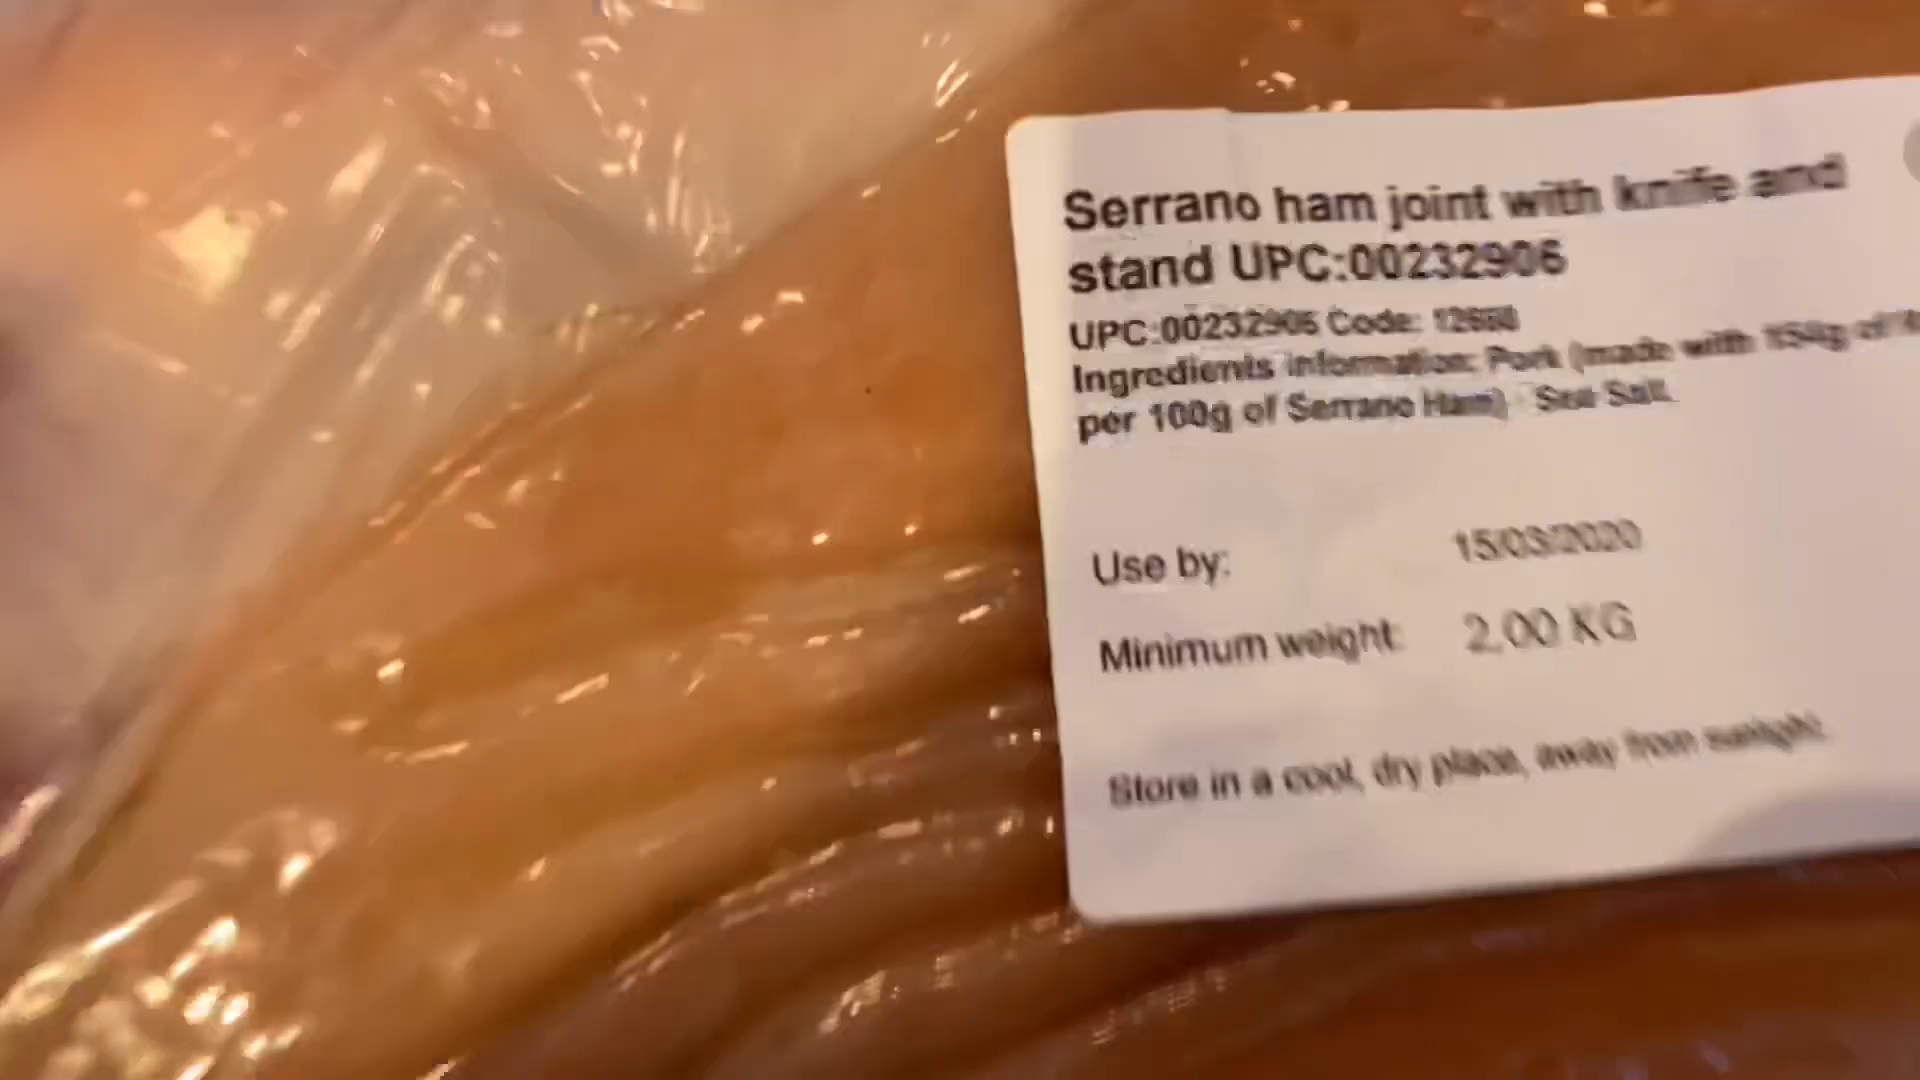 Serrano ham joint with knife and
stand UPC:00232906
UPC:00232906 Code:
Ingredients information: Pork (made with 154g of
per 100g of Serrano Ham) Sea Salt.
Use by: 15/03/2020
Minimum weight: 2,00 KG
Store in a cool, dry place, away from sunlight.